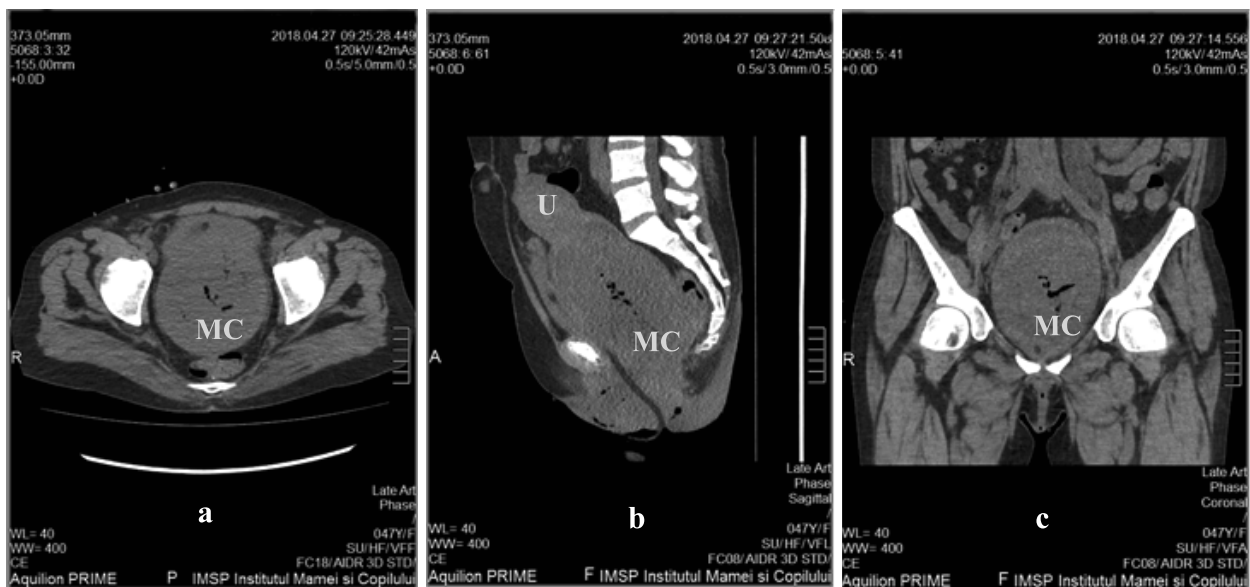 373.05mm
5068:3:32
-155.00mm
+0.0D
2018.04.27 09:25:28.449
120kV/42mAs
0.5s/5.0mm/0.5
MC
R
a
Late Art
Phase
/
WL= 40
WW= 400
CE
Aquilion PRIME
P
047Y/F
SU/HF/VFF
FC18/AIDR 3D STD/
IMSP Institutul Mamei si Copilului
373.05mm
5068:6:61
+0.0D
2018.04.27 09:27:21.508
120kV/42mAs
0.5s/3.0mm/0.5
U
MC
A
b
Late Art
Phase
Sagittal
/
WL= 40
WW= 400
CE
Aquilion PRIME
F
047Y/F
SU/HF/VFL
FC08/AIDR 3D STD/
IMSP Institutul Mamei si Copilului
5068:5:41
+0.0D
2018.04.27 09:27:14.556
120kV/42mAs
0.5s/3.0mm/0.5
MC
R
c
Late Art
Phase
Coronal
/
WL= 40
WW= 400
CE
Aquilion PRIME
F
047Y/F
SU/HF/VFA
FC08/AIDR 3D STD/
IMSP Institutul Mamei si Copilului